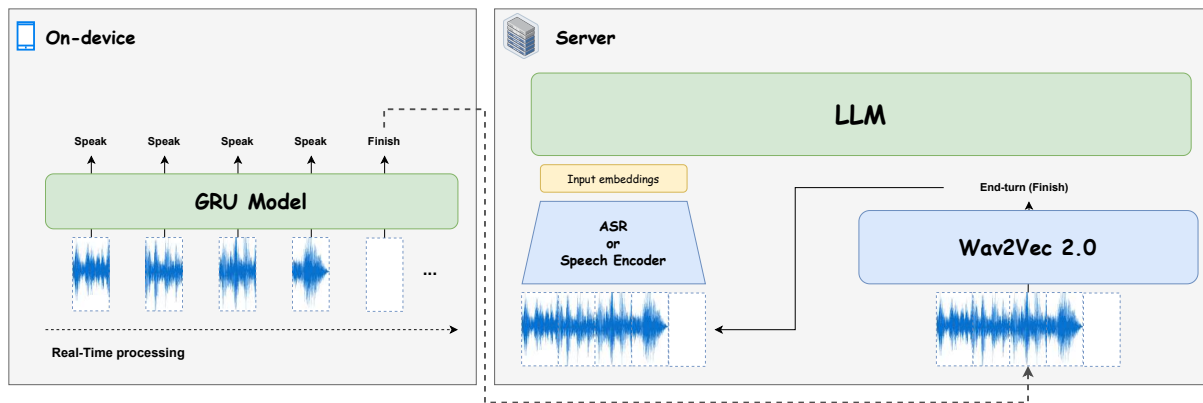 On-device
Speak
Speak
Speak
Speak
Finish
GRU Model
...
Real-Time processing
Server
LLM
Input embeddings
ASR
or
Speech Encoder
End-turn (Finish)
Wav2Vec 2.0